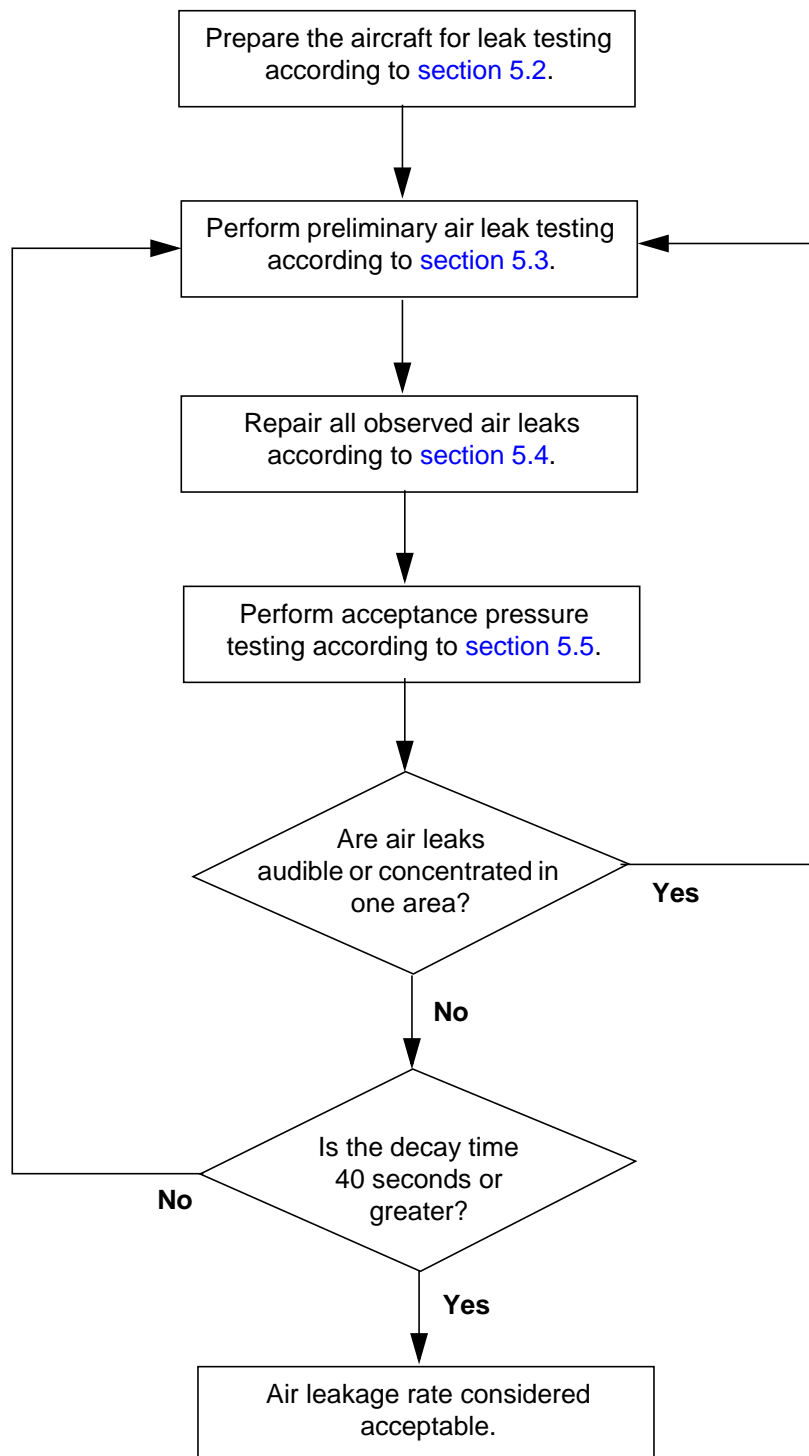 Prepare the aircraft for leak testing
according to section 5.2.
Perform preliminary air leak testing
according to section 5.3.
Repair all observed air leaks
according to section 5.4.
Perform acceptance pressure
testing according to section 5.5.
Are air leaks
audible or concentrated in
one area?
Yes
No
Is the decay time
40 seconds or
greater?
No
Yes
Air leakage rate considered
acceptable.